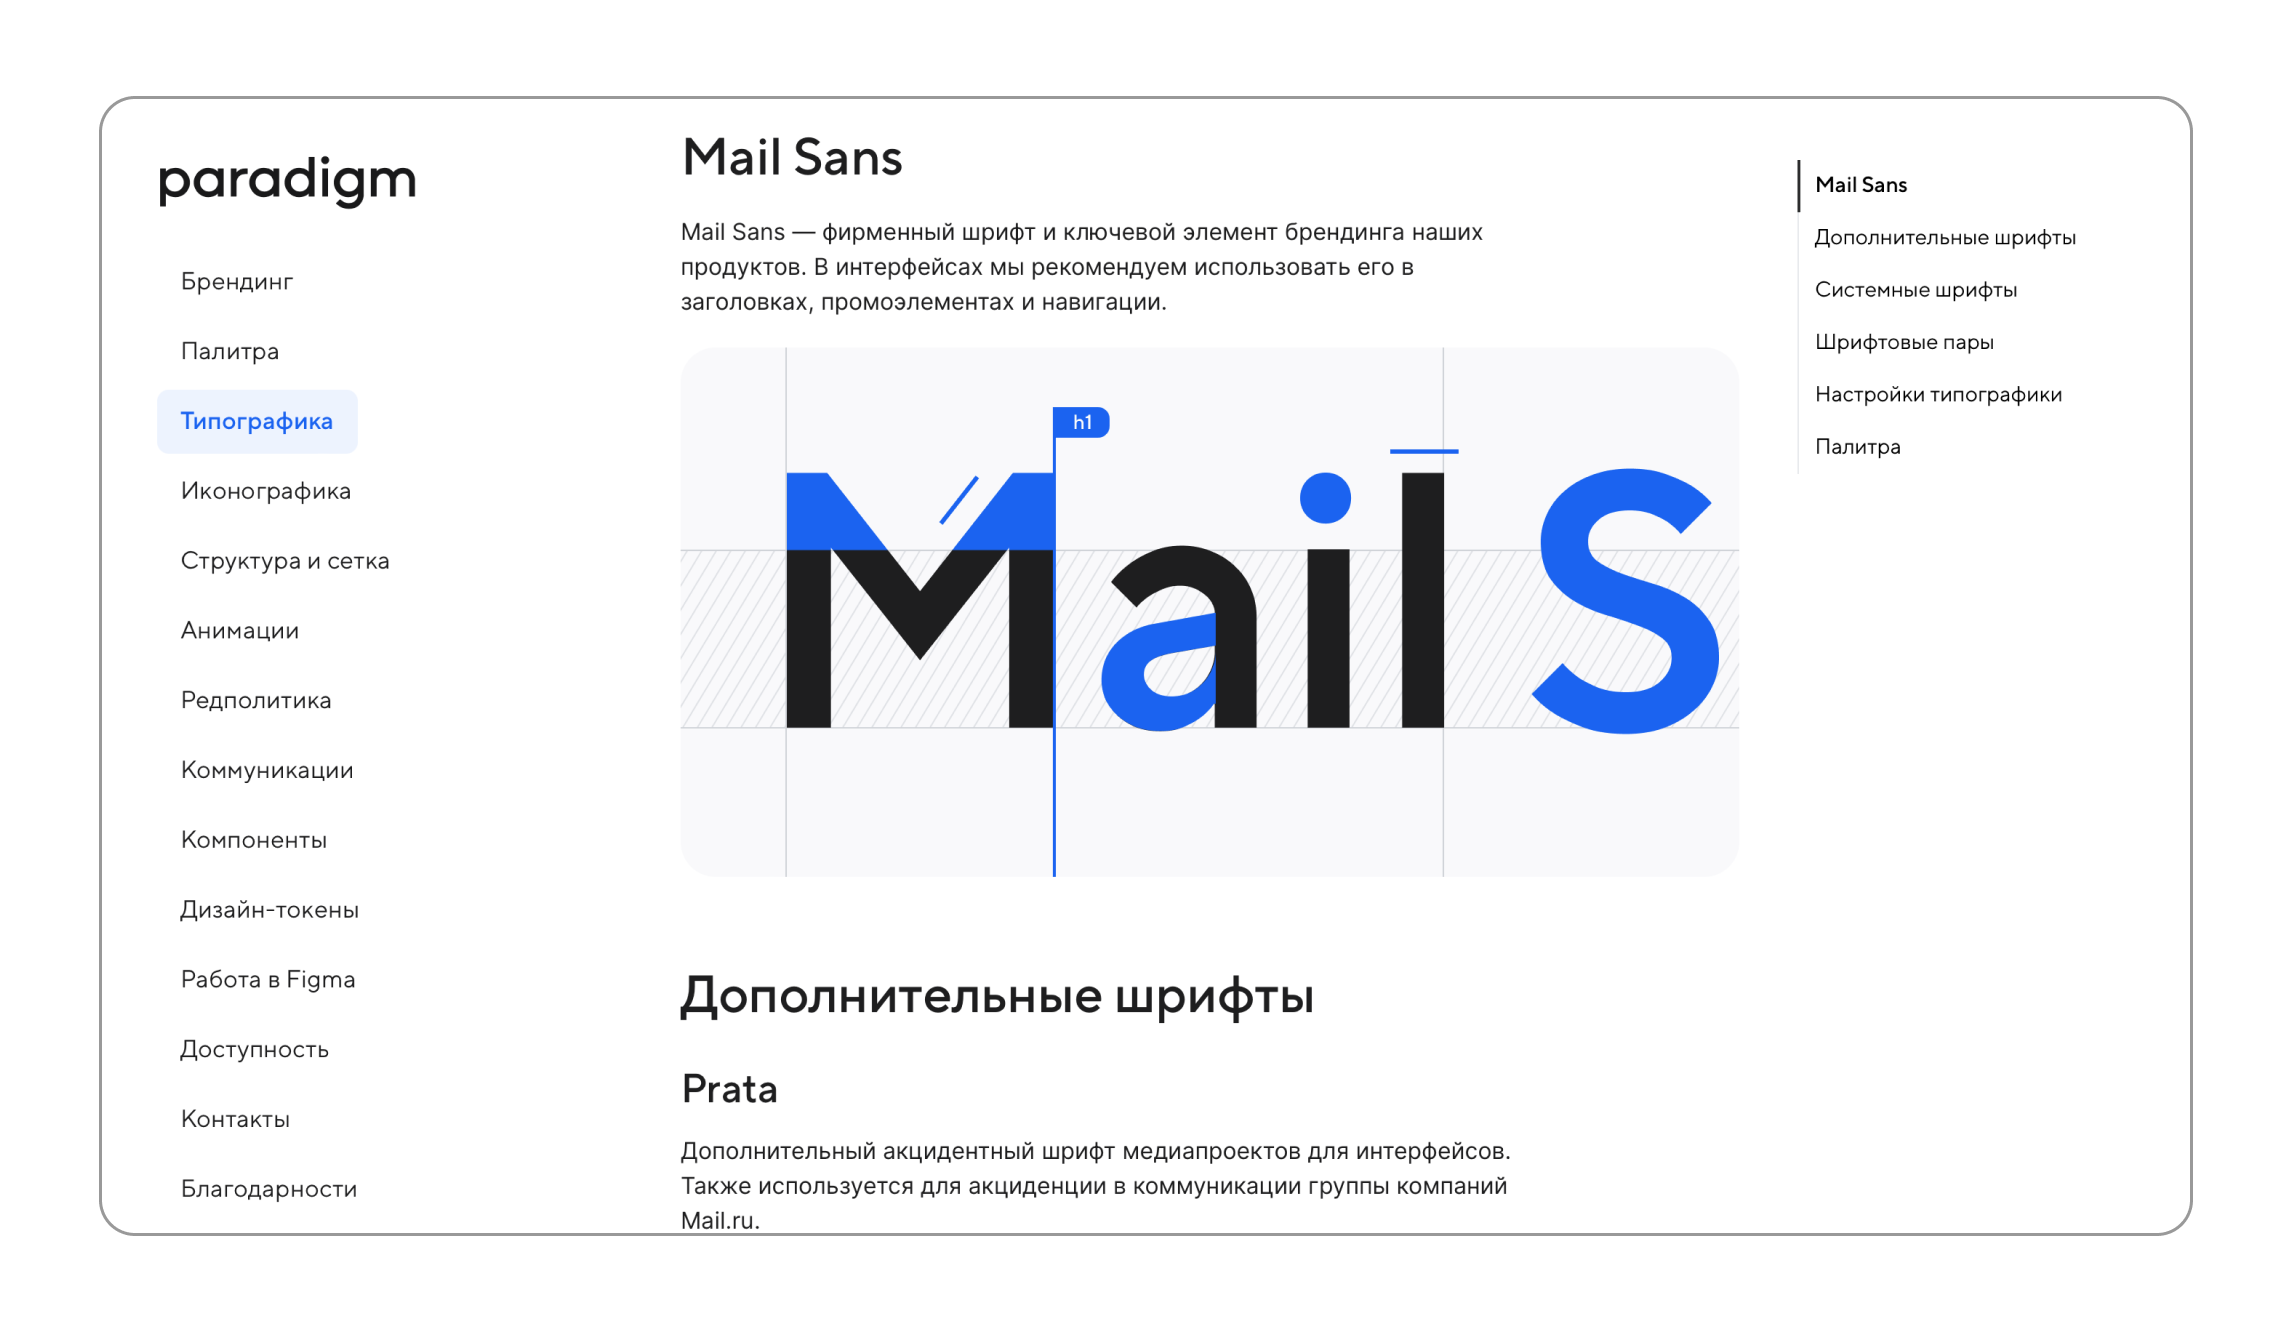 paradigm
Брендинг
Палитра
Типографика
Иконографика
Структура и сетка
Анимации
Редполитика
Коммуникации
Компоненты
Дизайн-токены
Работа в Figma
Доступность
Контакты
Благодарности
Mail Sans
Mail Sans — фирменный шрифт и ключевой элемент брендинга наших
продуктов. В интерфейсах мы рекомендуем использовать его в
заголовках, промоэлементах и навигации.
h1
Mail S
Дополнительные шрифты
Prata
Дополнительный акцидентный шрифт медиапроектов для интерфейсов.
Также используется для акциденции в коммуникации группы компаний
Mail.ru.
Mail Sans
Дополнительные шрифты
Системные шрифты
Шрифтовые пары
Настройки типографики
Палитра